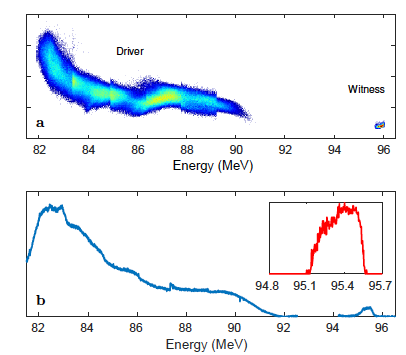 Driver
Witness
a
82 84 86 88 90 92 94 96
Energy (MeV)
94.8 95.1 95.4 95.7
b
82 84 86 88 90 92 94 96
Energy (MeV)